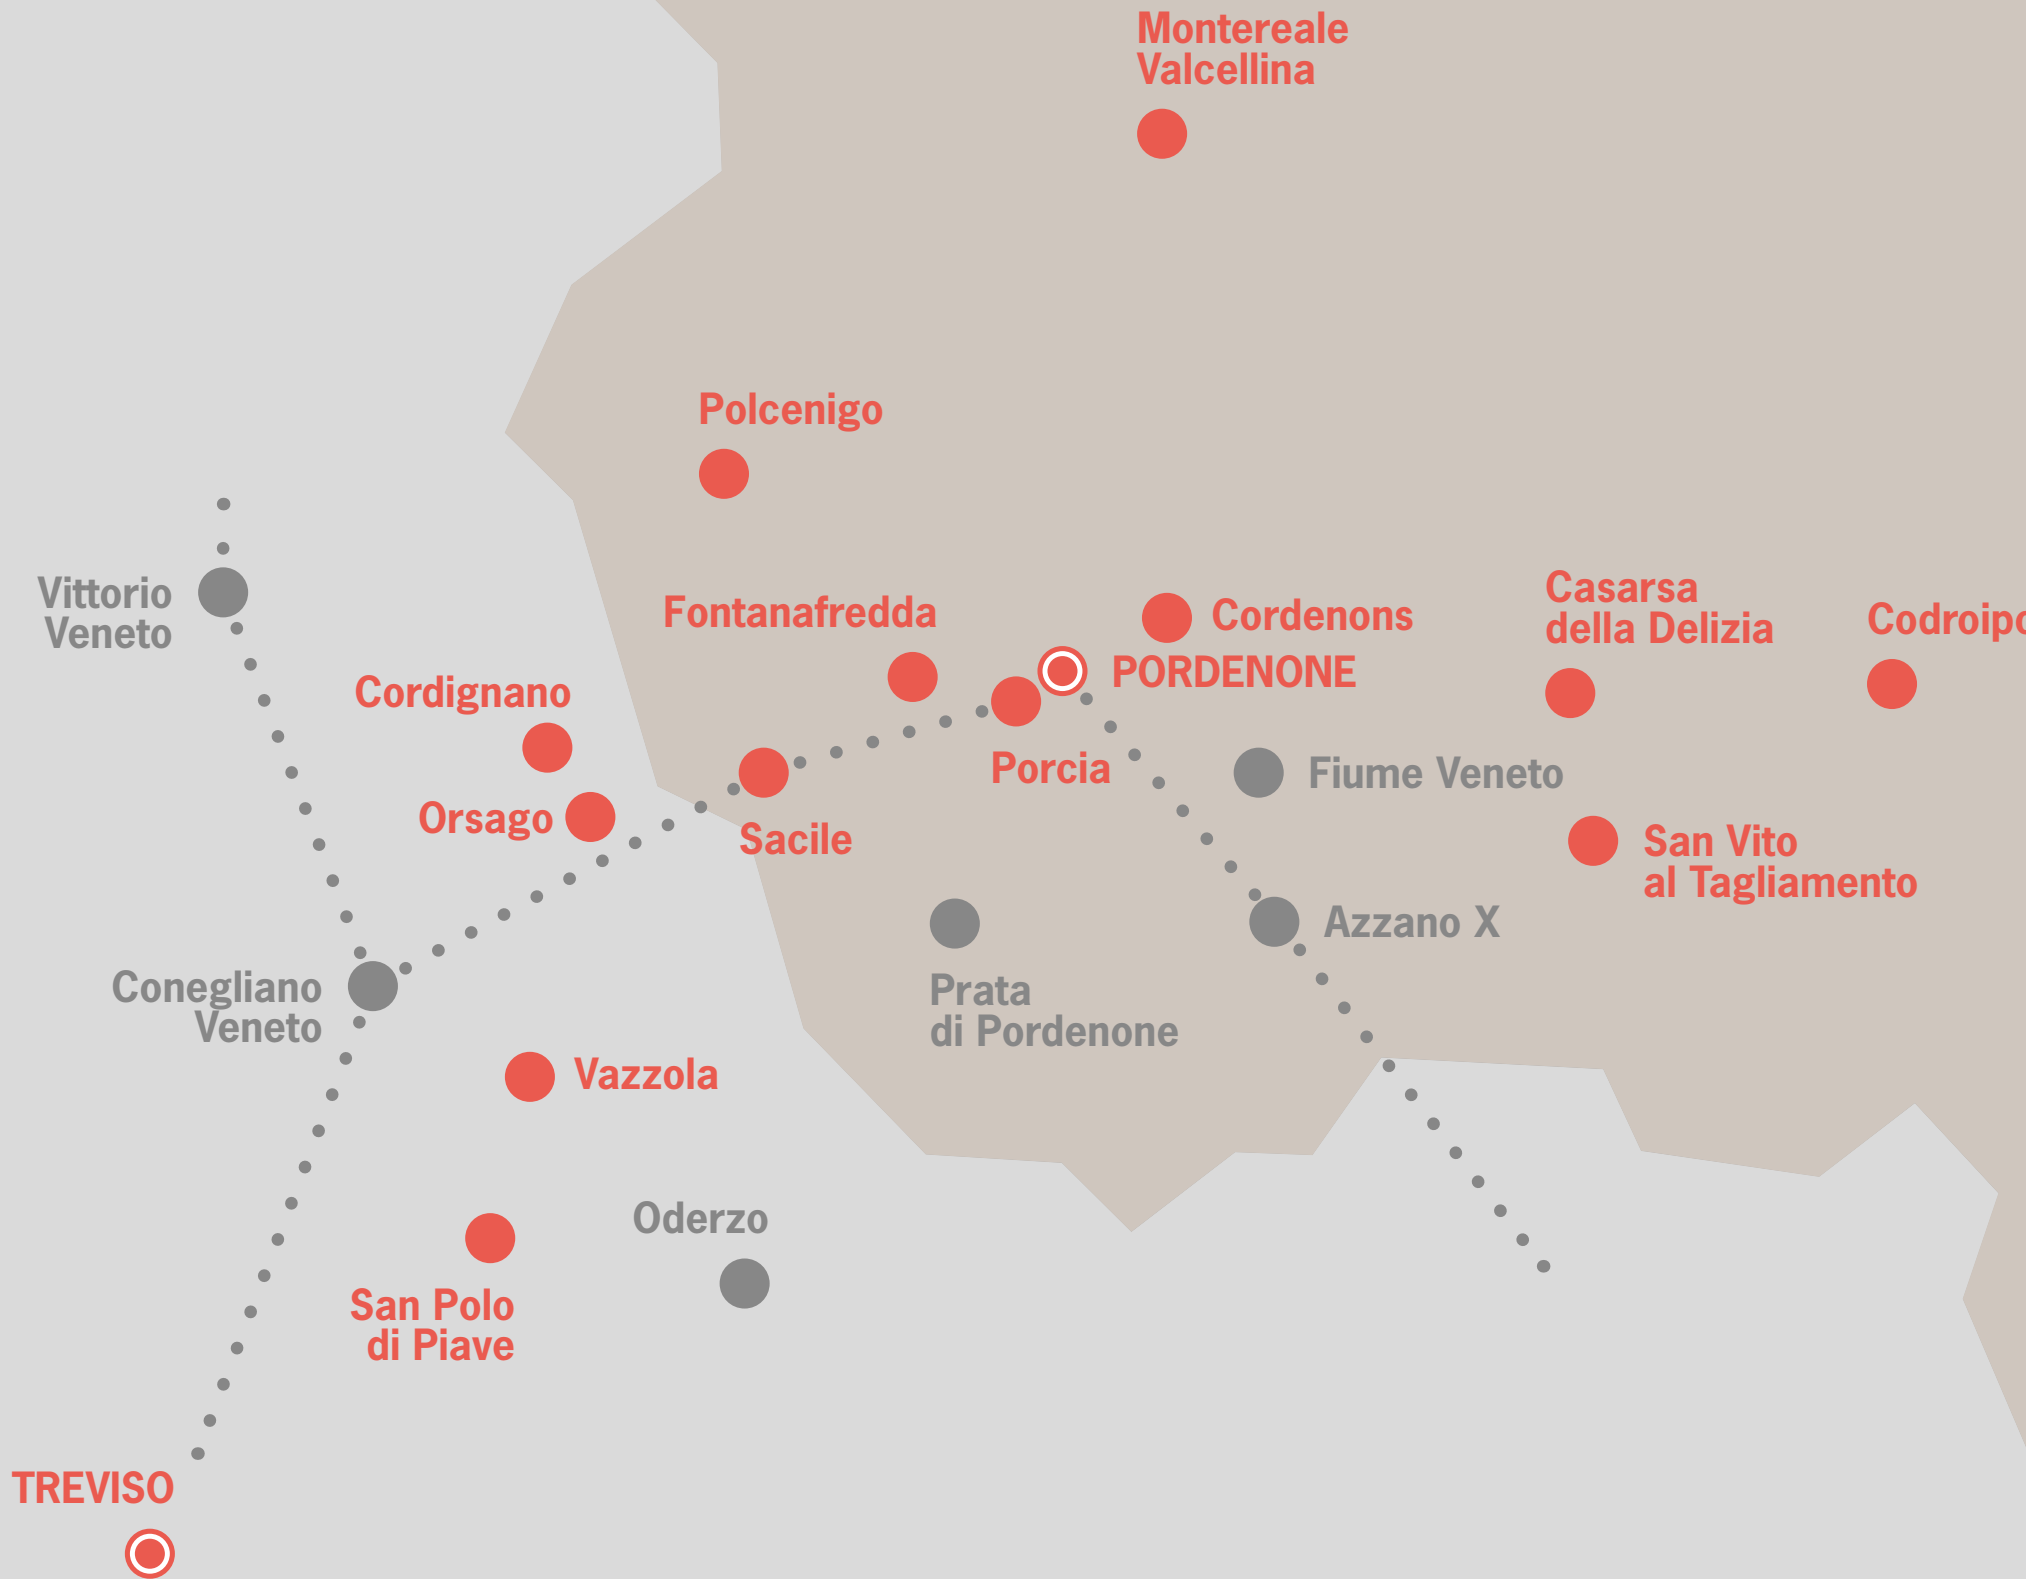 Montereale
Valcellina
Polcenigo
Vittorio
Veneto
Fontanafredda
Cordenons
Casarsa
della Delizia
Codroipo
PORDENONE
Cordignano
Porcia
Fiume Veneto
Orsago
Sacile
San Vito
al Tagliamento
Azzano X
Conegliano
Veneto
Prata
di Pordenone
Vazzola
Oderzo
San Polo
di Piave
TREVISO